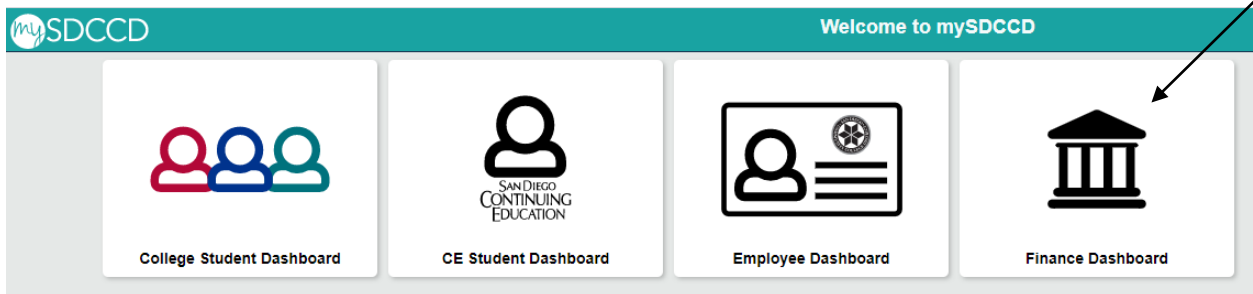 mySDCCD
Welcome to mySDCCD
SAN DIEGO
CONTINUING
EDUCATION
College Student Dashboard
CE Student Dashboard
Employee Dashboard
Finance Dashboard